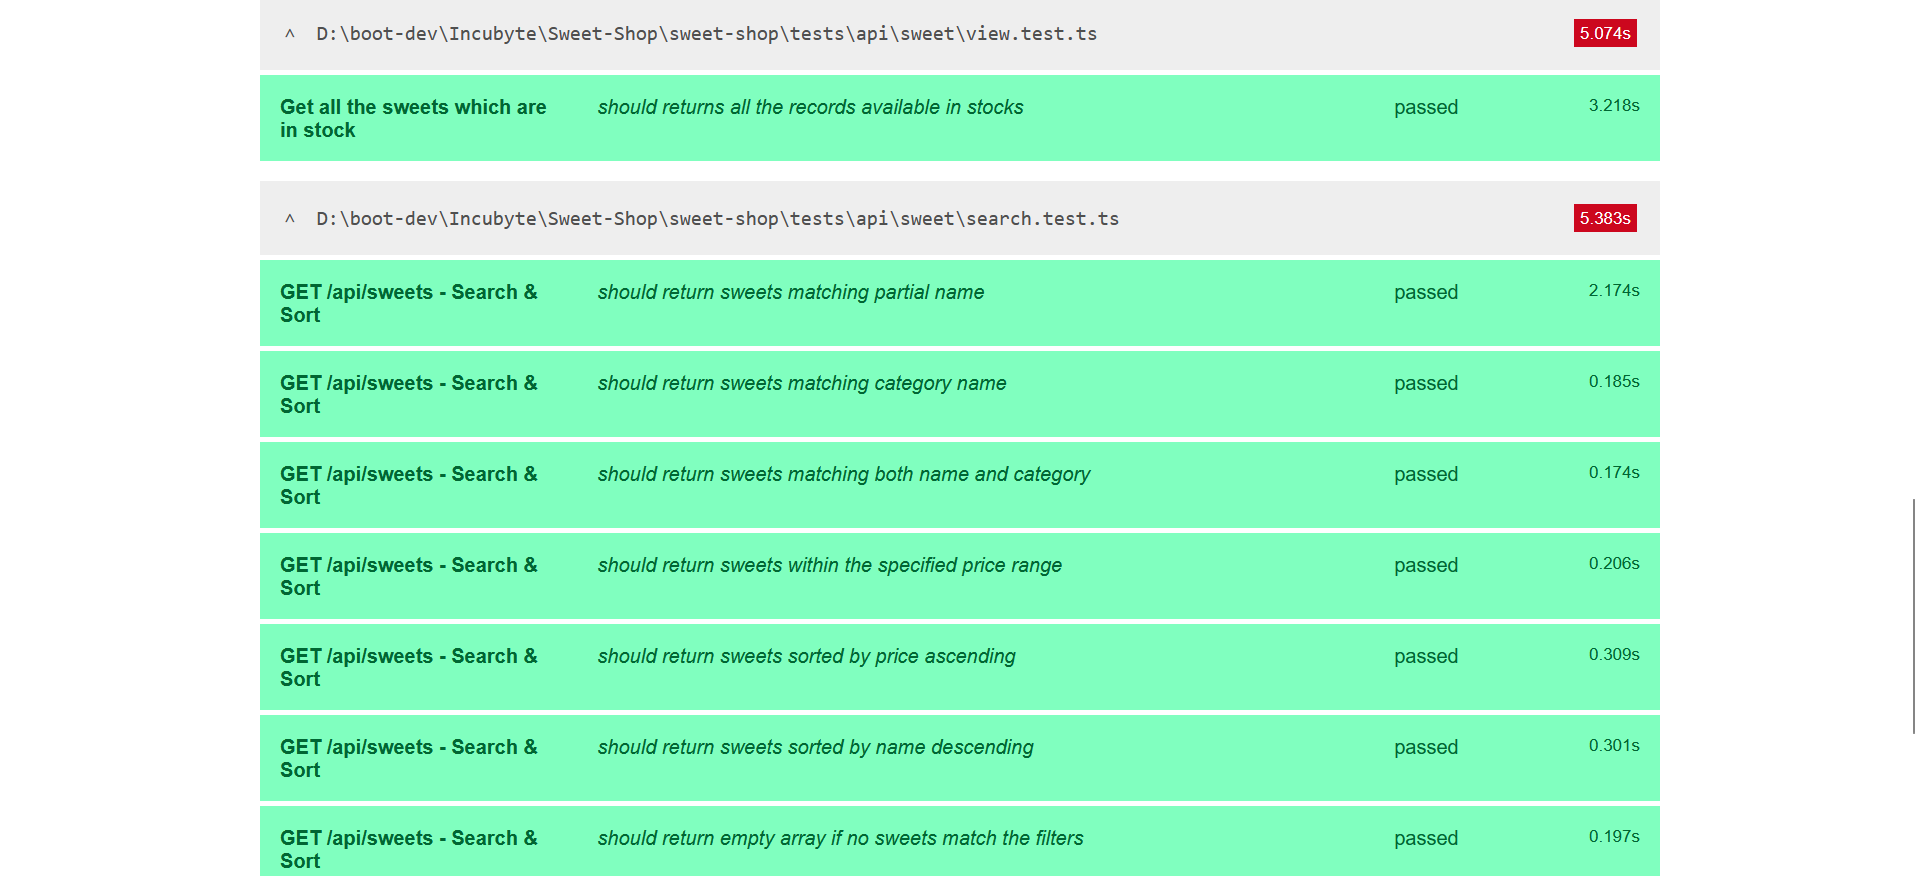 ^ D:\boot-dev\Incubyte\Sweet-Shop\sweet-shop\tests\api\sweet\view.test.ts 5.074s
Get all the sweets which are should returns all the records available in stocks passed 3.218s
in stock
^ D:\boot-dev\Incubyte\Sweet-Shop\sweet-shop\tests\api\sweet\search.test.ts 5.383s
GET /api/sweets - Search & should return sweets matching partial name passed 2.174s
Sort
GET /api/sweets - Search & should return sweets matching category name passed 0.185s
Sort
GET /api/sweets - Search & should return sweets matching both name and category passed 0.174s
Sort
GET /api/sweets - Search & should return sweets within the specified price range passed 0.206s
Sort
GET /api/sweets - Search & should return sweets sorted by price ascending passed 0.309s
Sort
GET /api/sweets - Search & should return sweets sorted by name descending passed 0.301s
Sort
GET /api/sweets - Search & should return empty array if no sweets match the filters passed 0.197s
Sort